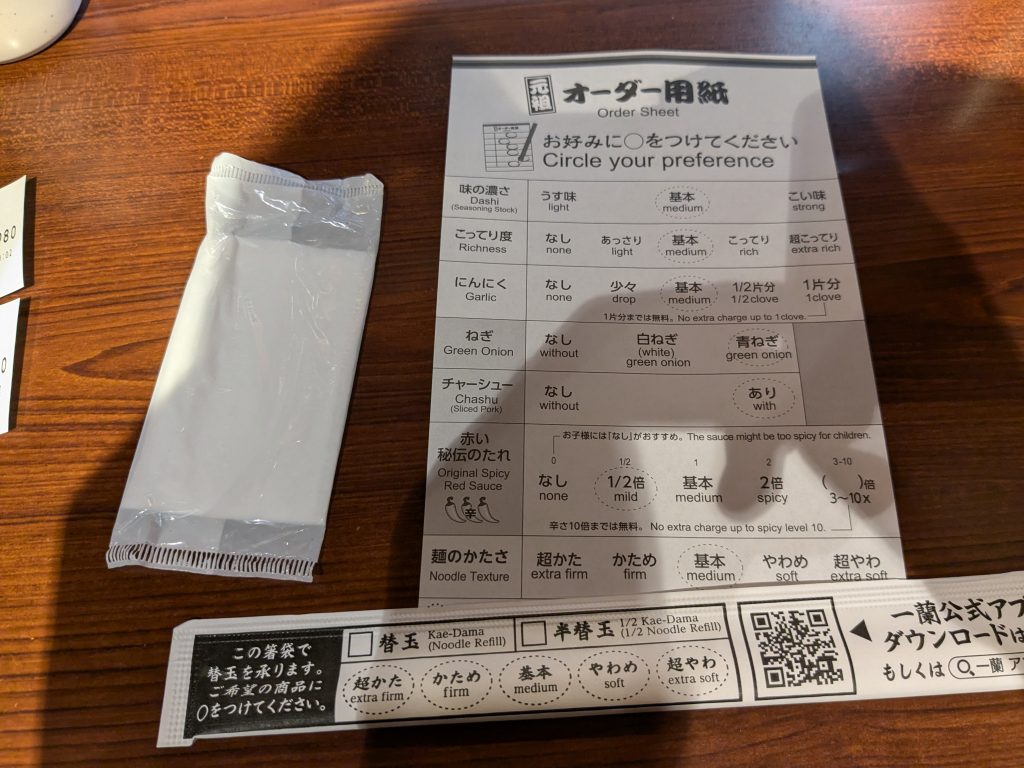 元祖 オーダー用紙
Order Sheet
お好みに○をつけてください
Circle your preference
味の濃さ
Dashi
(Seasoning Stock)
うす味 基本 こい味
light medium strong
こってり度
Richness
なし あっさり 基本 こってり 超こってり
none light medium rich extra rich
にんにく
Garlic
なし 少々 基本 1/2片分 1片分
none drop medium 1/2clove 1clove
1片分までは無料。No extra charge up to 1clove.
ねぎ
Green Onion
なし 白ねぎ 青ねぎ
without (white) green onion green onion
チャーシュー
Chashu
(Sliced Pork)
なし あり
without with
赤い
秘伝のたれ
Original Spicy
Red Sauce
辛
お子様には「なし」がおすすめ。The sauce might be too spicy for children.
0 1/2 1 2 3-10
なし 1/2倍 基本 2倍 ( )倍
none mild medium spicy 3～10x
辛さ10倍までは無料。No extra charge up to spicy level 10.
麺のかたさ
Noodle Texture
超かた かため 基本 やわめ 超やわ
extra firm firm medium soft extra soft
この箸袋で
替玉を承ります。
ご希望の商品に
○をつけてください。
替玉 Kae-Dama
(Noodle Refill)
半替玉 1/2 Kae-Dama
(1/2 Noodle Refill)
超かた かため 基本 やわめ 超やわ
extra firm firm medium soft extra soft
◀ 一蘭公式アプ
ダウンロードは
もしくは 一蘭 ア
080
:02
0